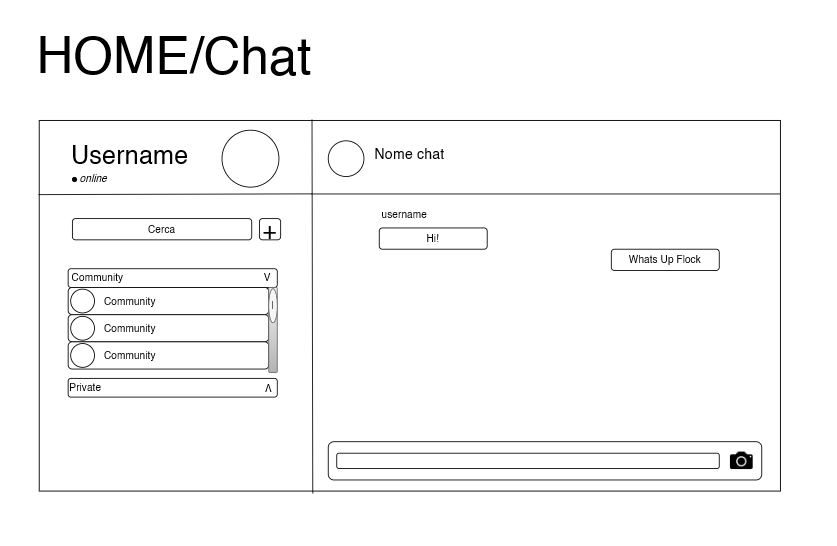 HOME/Chat
Username
online
Nome chat
Cerca
+
username
Hi!
Whats Up Flock
Community V
Community
Community
Community
Private Λ